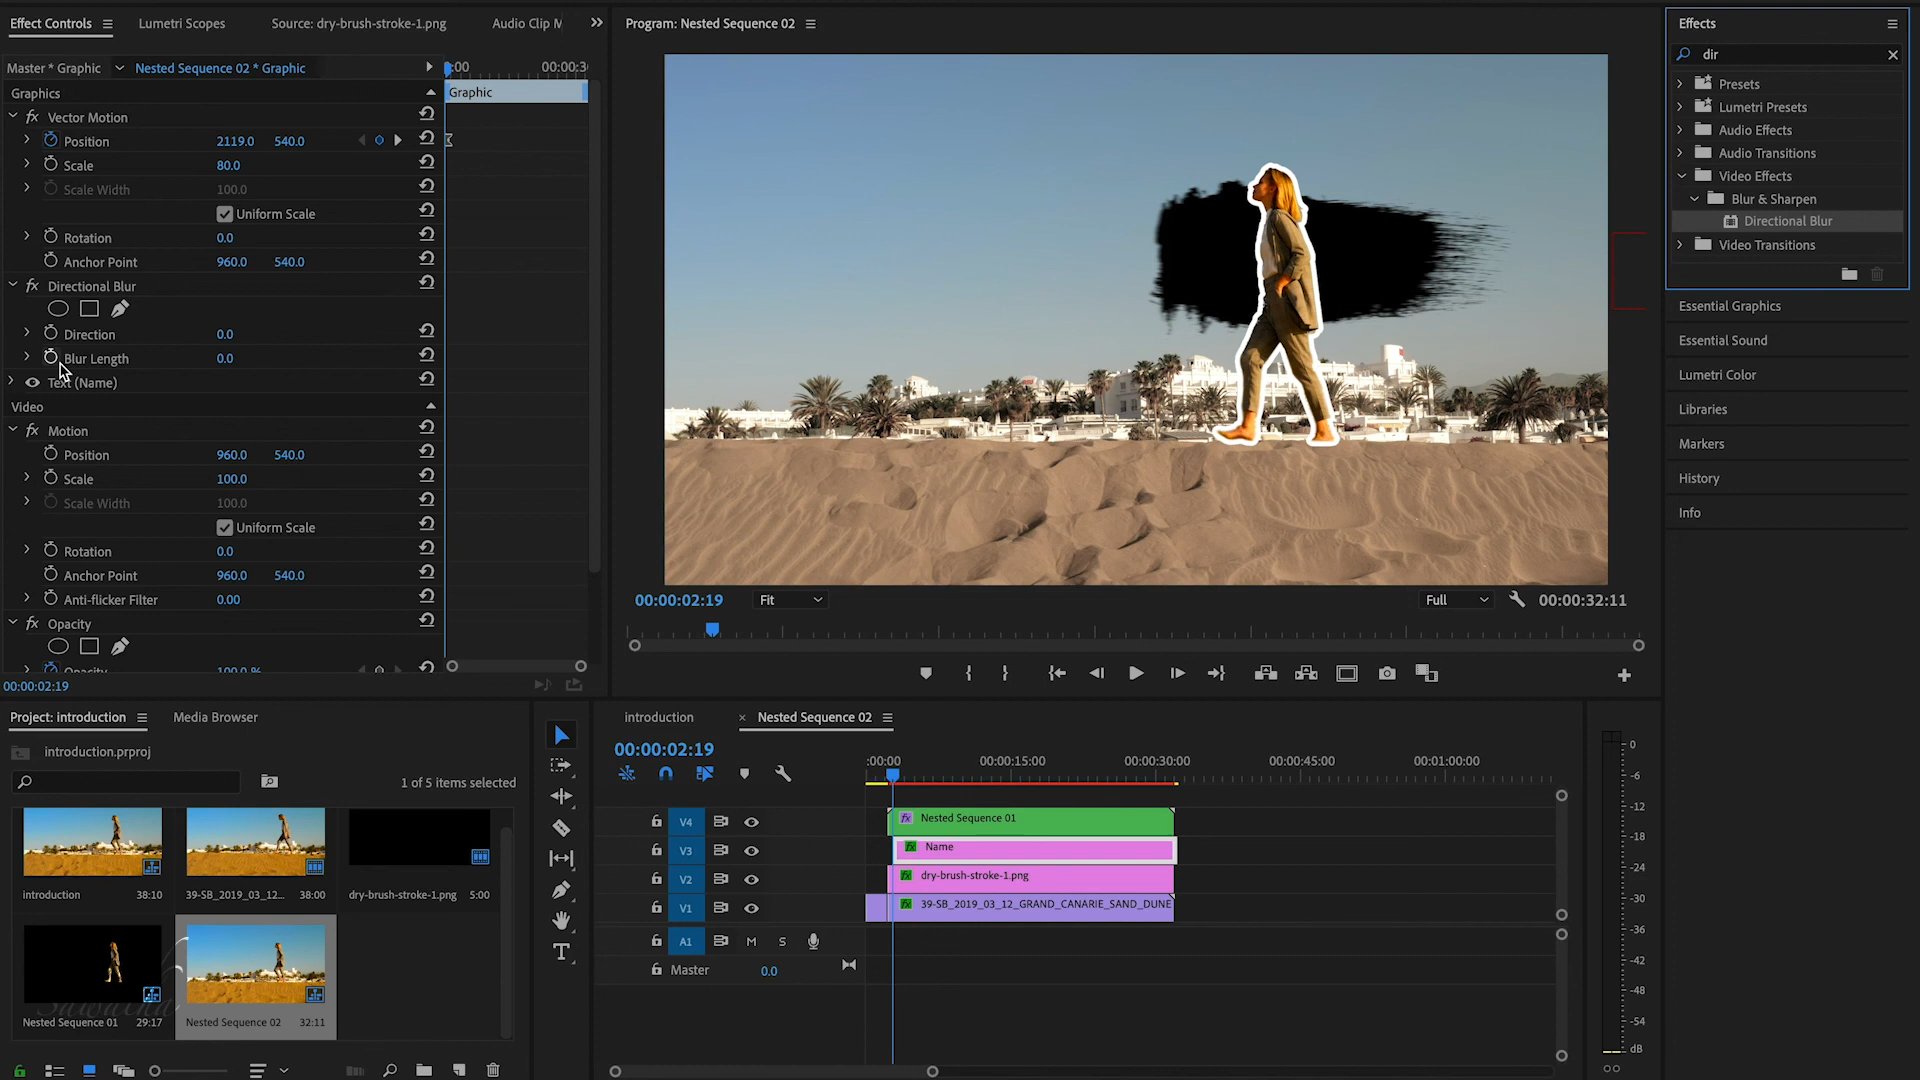 Effect Controls
Lumetri Scopes
Source: dry-brush-stroke-1.png
Audio Clip M
Master * Graphic
Nested Sequence 02 * Graphic
:00
00:00:3
Graphics
Graphic
fx Vector Motion
Position 2119.0 540.0
Scale 80.0
Scale Width 100.0
Uniform Scale
Rotation 0.0
Anchor Point 960.0 540.0
fx Directional Blur
Direction 0.0
Blur Length 0.0
Text (Name)
Video
fx Motion
Position 960.0 540.0
Scale 100.0
Scale Width 100.0
Uniform Scale
Rotation 0.0
Anchor Point 960.0 540.0
Anti-flicker Filter 0.00
fx Opacity
Opacity 100.0 %
00:00:02:19
Program: Nested Sequence 02
00:00:02:19
Fit
Full
00:00:32:11
Effects
dir
Presets
Lumetri Presets
Audio Effects
Audio Transitions
Video Effects
Blur & Sharpen
Directional Blur
Video Transitions
Essential Graphics
Essential Sound
Lumetri Color
Libraries
Markers
History
Info
Project: introduction
Media Browser
introduction.prproj
1 of 5 items selected
introduction 38:10
39-SB_2019_03_12... 38:00
dry-brush-stroke-1.png 5:00
Nested Sequence 01 29:17
Nested Sequence 02 32:11
introduction
× Nested Sequence 02
00:00:02:19
:00:00
00:00:15:00
00:00:30:00
00:00:45:00
00:01:00:00
V4
fx Nested Sequence 01
V3
fx Name
V2
fx dry-brush-stroke-1.png
V1
fx 39-SB_2019_03_12_GRAND_CANARIE_SAND_DUNE
A1 M S
Master 0.0
0
-6
-12
-18
-24
-30
-36
-42
-48
-54
dB